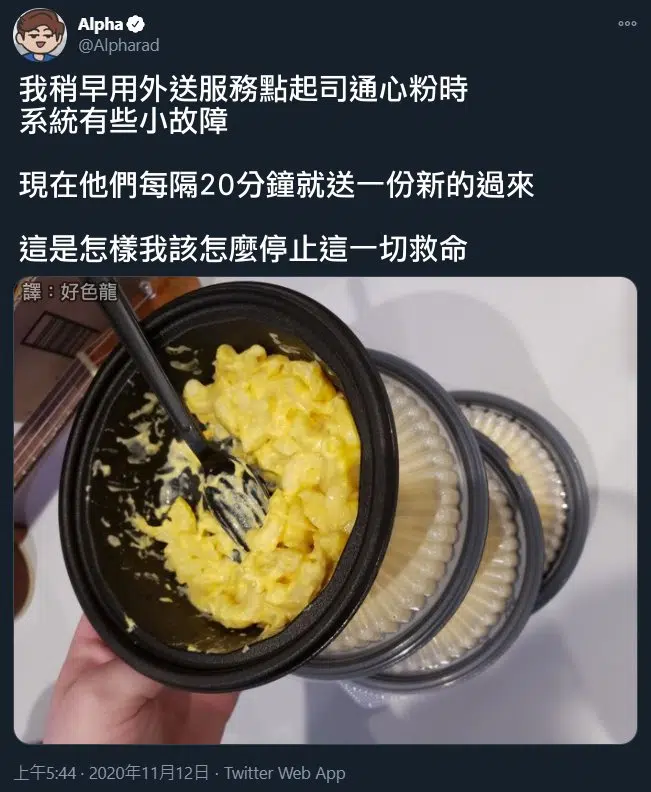 Alpha
@Alpharad
我稍早用外送服務點起司通心粉時
系統有些小故障
現在他們每隔20分鐘就送一份新的過來
這是怎樣我該怎麼停止這一切救命
譯：好色龍
上午5:44 · 2020年11月12日 · Twitter Web App